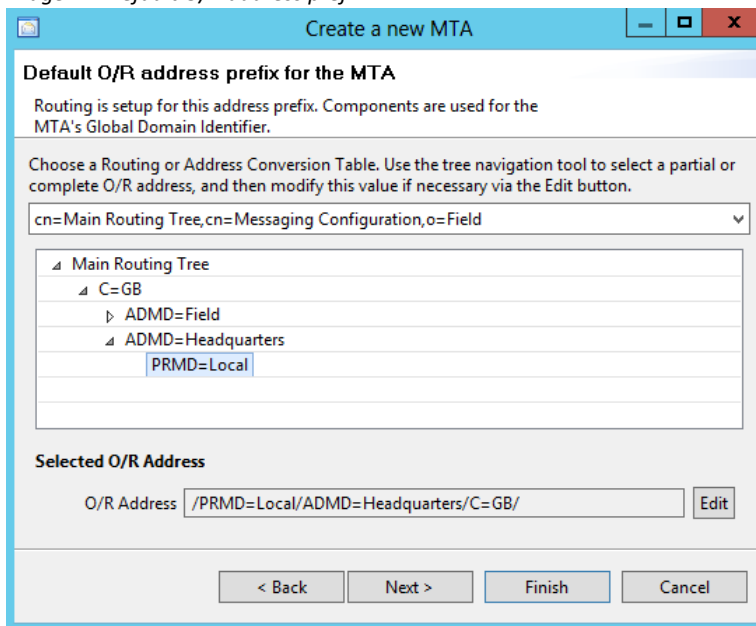 Create a new MTA
Default O/R address prefix for the MTA
Routing is setup for this address prefix. Components are used for the
MTA's Global Domain Identifier.
Choose a Routing or Address Conversion Table. Use the tree navigation tool to select a partial or
complete O/R address, and then modify this value if necessary via the Edit button.
cn=Main Routing Tree,cn=Messaging Configuration,o=Field
Main Routing Tree
C=GB
ADMD=Field
ADMD=Headquarters
PRMD=Local
Selected O/R Address
O/R Address /PRMD=Local/ADMD=Headquarters/C=GB/ Edit
< Back Next > Finish Cancel